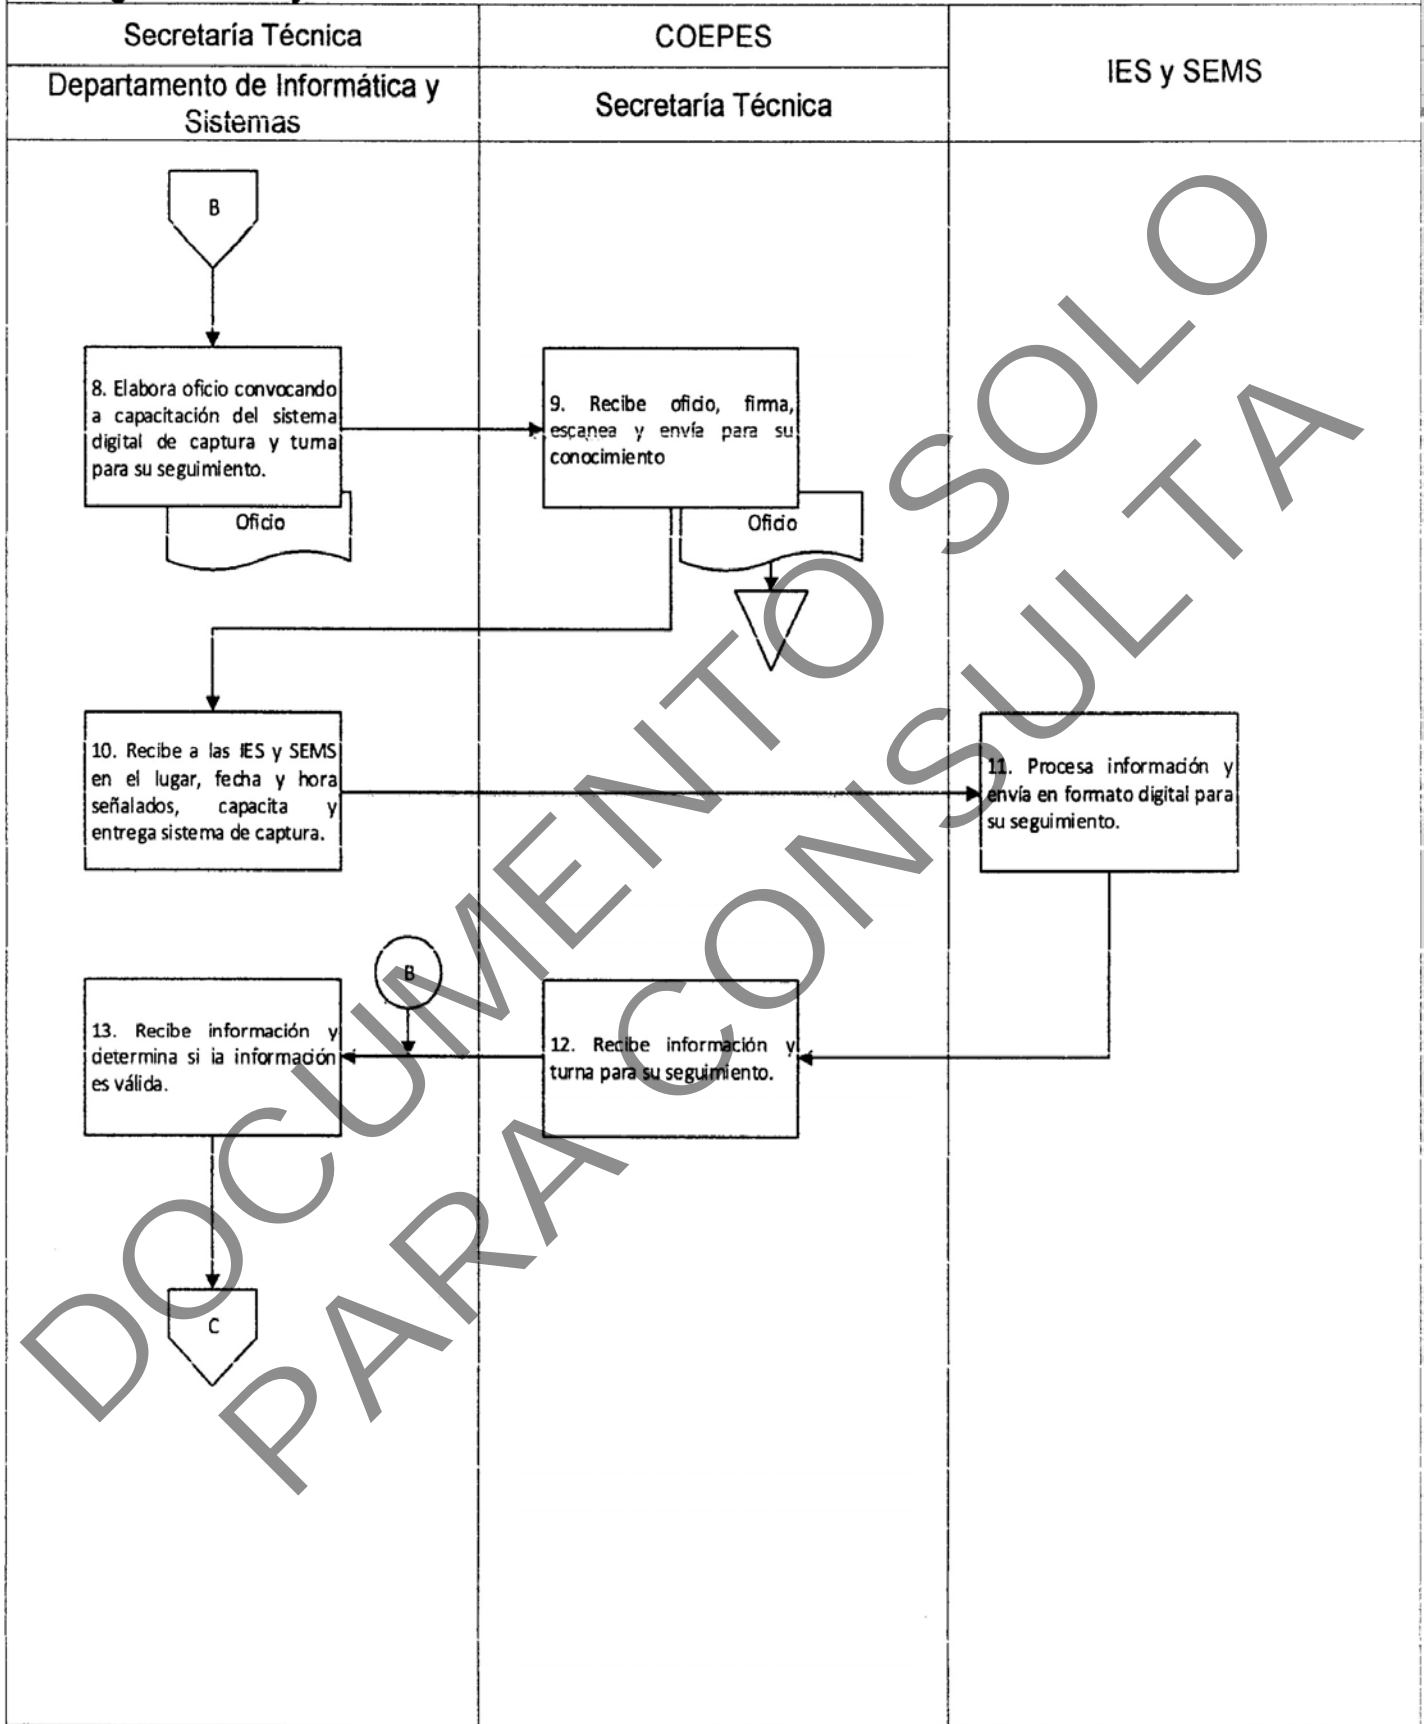 Secretaría Técnica
COEPES
IES y SEMS
Departamento de Informática y
Sistemas
Secretaría Técnica
B
8. Elabora oficio convocando
a capacitación del sistema
digital de captura y turna
para su seguimiento.
Oficio
9. Recibe oficio, firma,
escanea y envía para su
conocimiento
Oficio
10. Recibe a las IES y SEMS
en el lugar, fecha y hora
señalados, capacita y
entrega sistema de captura.
11. Procesa información y
envía en formato digital para
su seguimiento.
B
13. Recibe información y
determina si la información
es válida.
12. Recibe información y
turna para su seguimiento.
C
DOCUMENTO SOLO
PARA CONSULTA